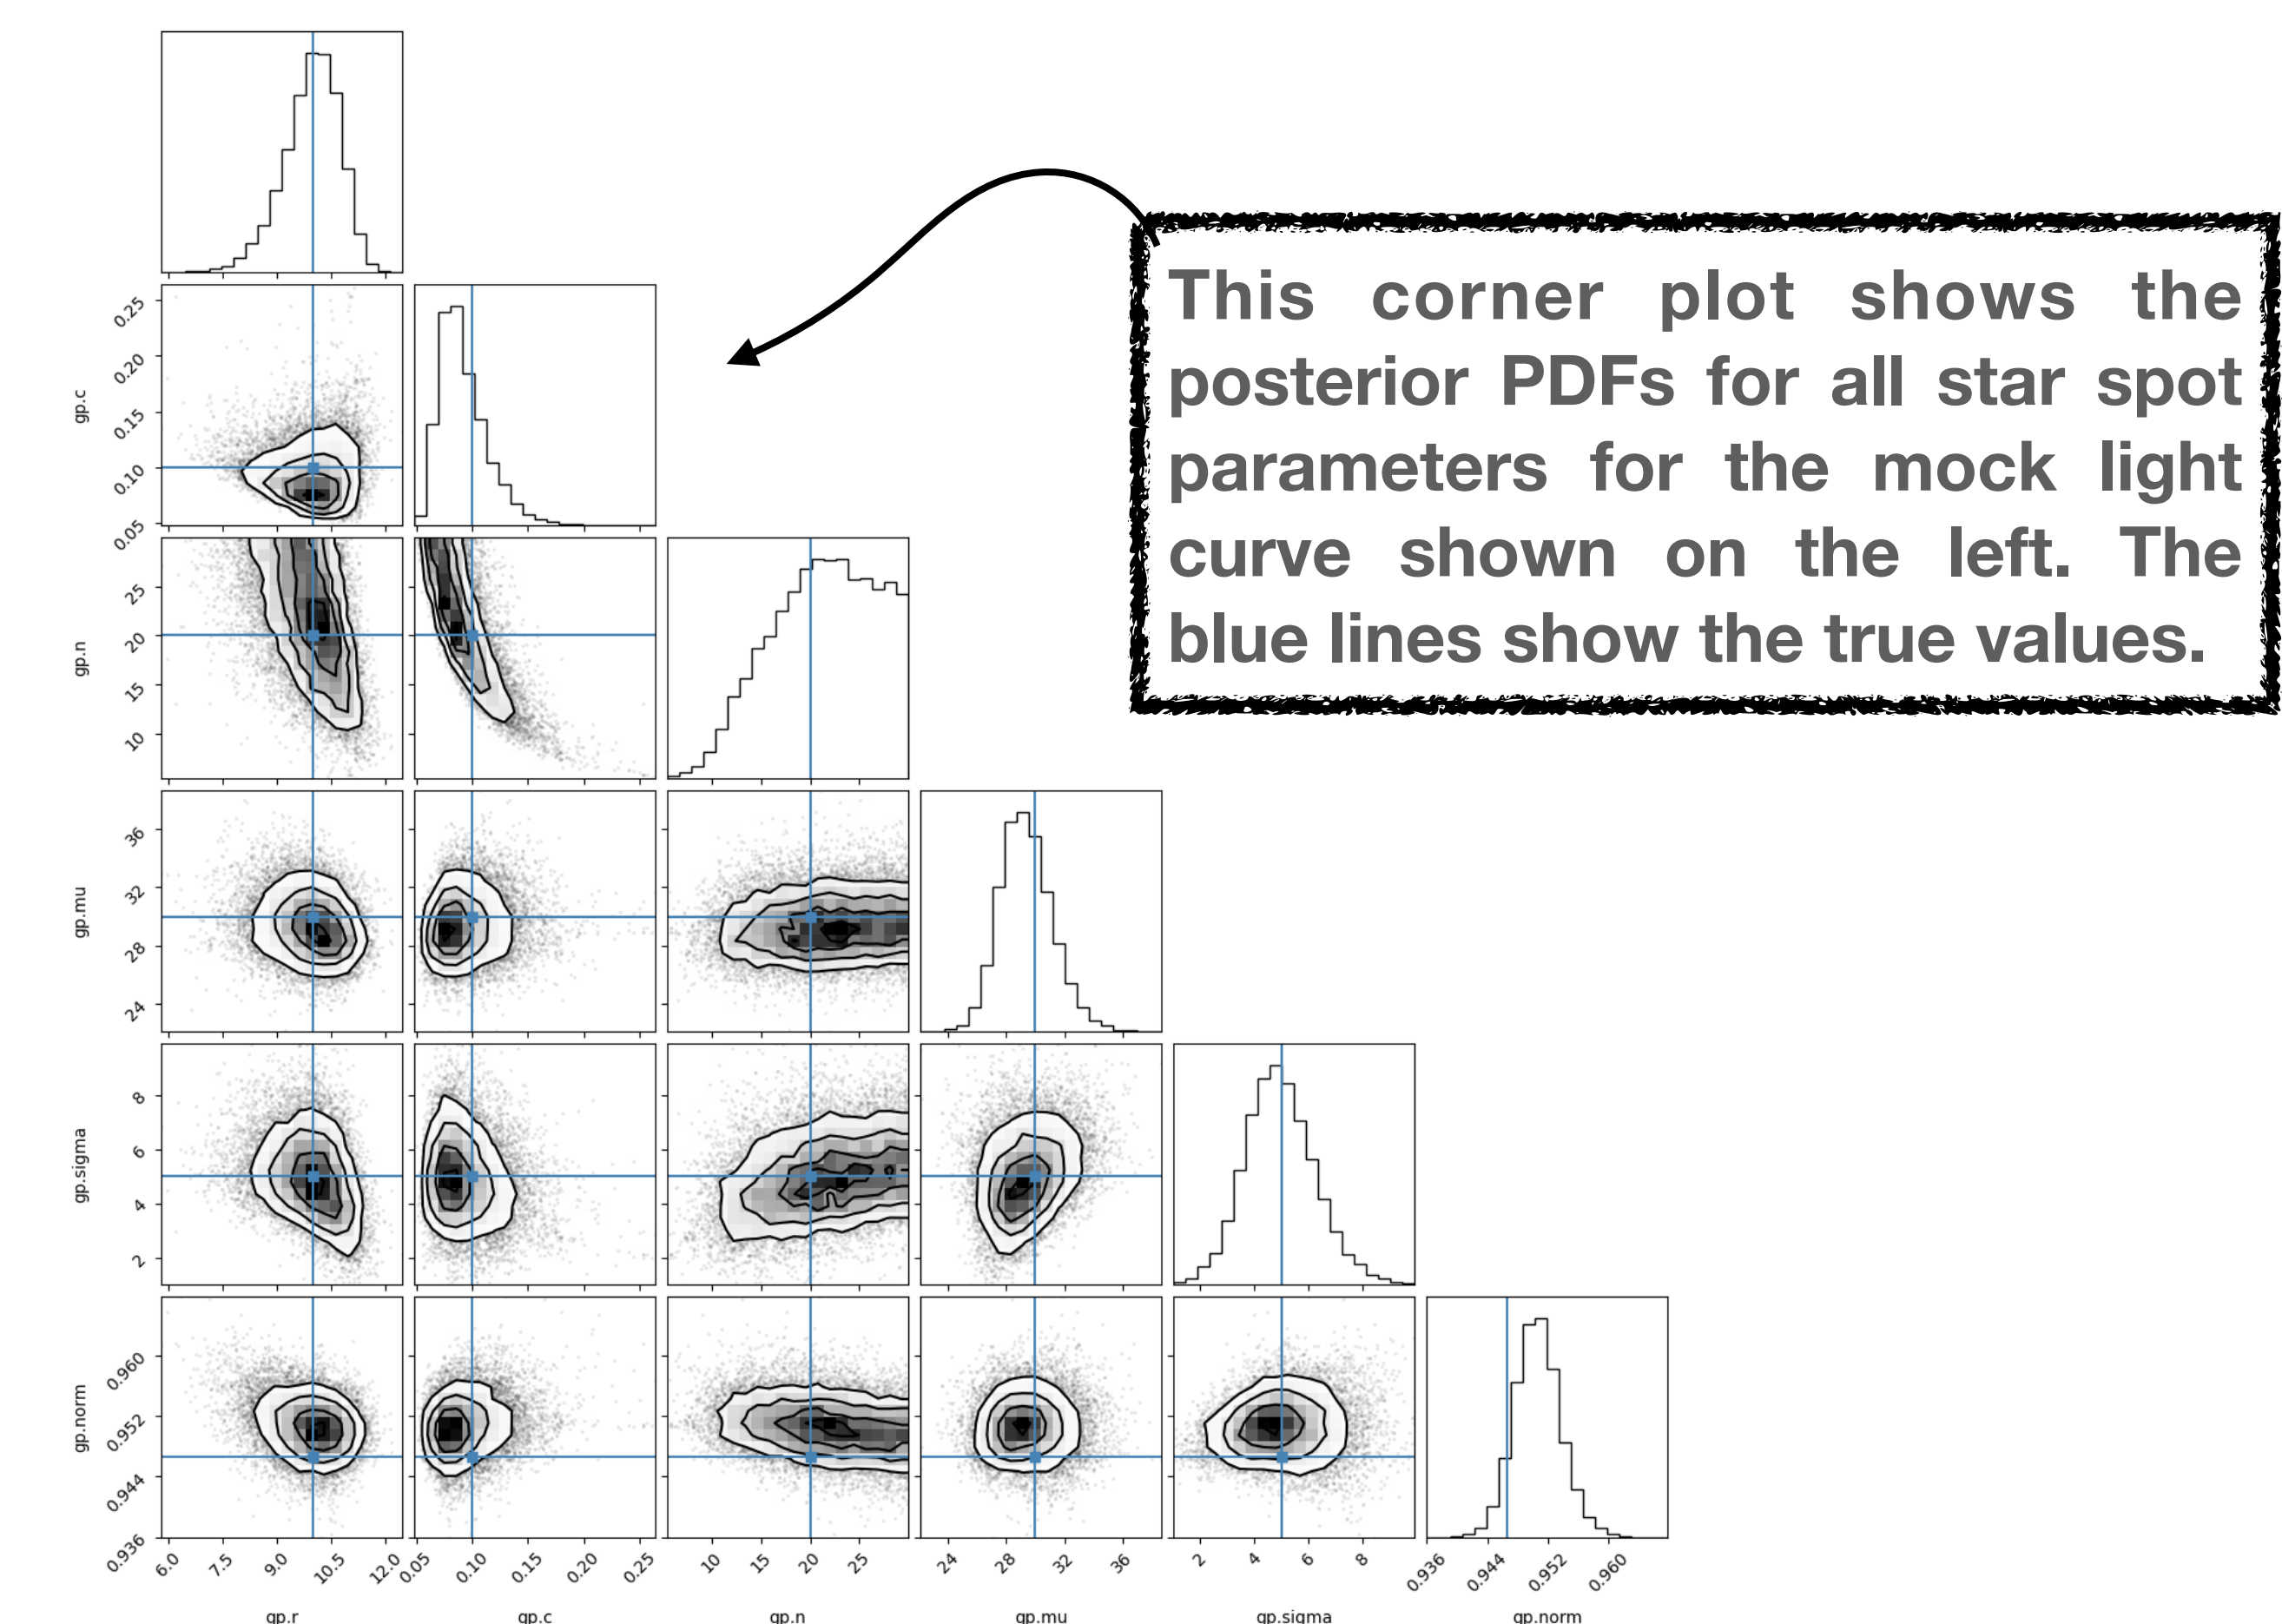 This corner plot shows the
posterior PDFs for all star spot
parameters for the mock light
curve shown on the left. The
blue lines show the true values.
0.25
0.20
0.15
0.10
0.05
gp.c
25
20
15
10
gp.n
36
32
28
24
gp.mu
8
6
4
2
gp.sigma
0.960
0.952
0.944
0.936
gp.norm
6.0 7.5 9.0 10.5 12.0 0.05 0.10 0.15 0.20 0.25 10 15 20 25 24 28 32 36 2 4 6 8 0.936 0.944 0.952 0.960
gp.r gp.c gp.n gp.mu gp.sigma gp.norm